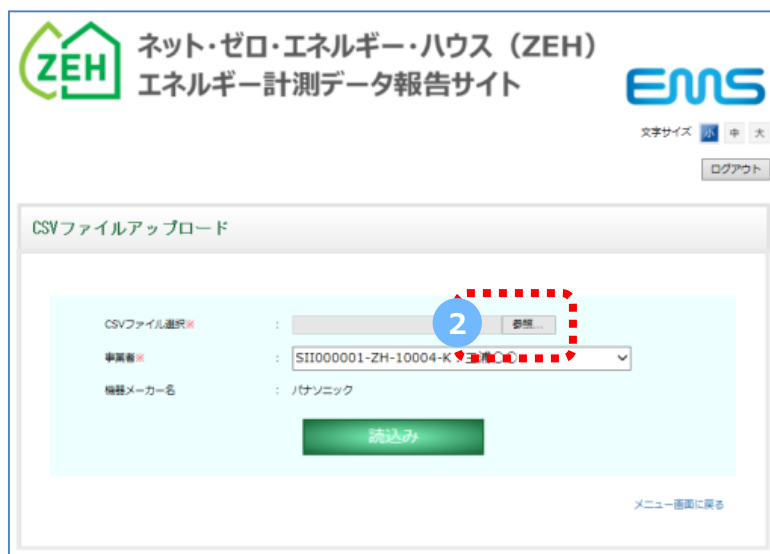 ZEH
ネット・ゼロ・エネルギー・ハウス（ZEH）
エネルギー計測データ報告サイト
EMS
文字サイズ 小 中 大
ログアウト
CSVファイルアップロード
CSVファイル選択※ : 2 参照...
事業者※ : SII000001-ZH-10004-K：三浦〇〇
機器メーカー名 : パナソニック
読込み
メニュー画面に戻る